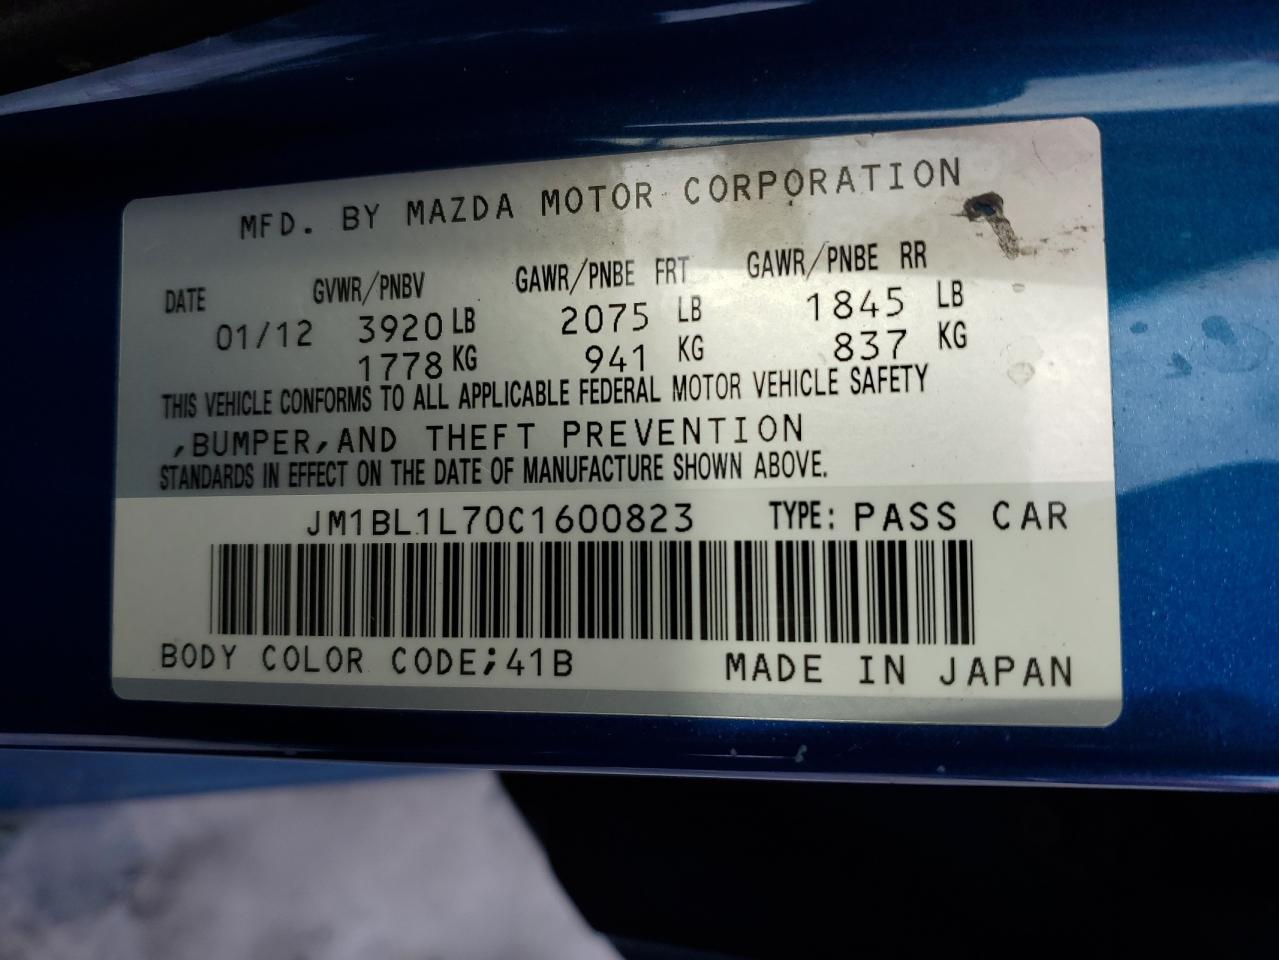 MFD. BY MAZDA MOTOR CORPORATION
DATE GVWR/PNBV GAWR/PNBE FRT GAWR/PNBE RR
01/12 3920 LB 2075 LB 1845 LB
1778 KG 941 KG 837 KG
THIS VEHICLE CONFORMS TO ALL APPLICABLE FEDERAL MOTOR VEHICLE SAFETY
,BUMPER,AND THEFT PREVENTION
STANDARDS IN EFFECT ON THE DATE OF MANUFACTURE SHOWN ABOVE.
JM1BL1L70C1600823 TYPE: PASS CAR
BODY COLOR CODE;41B MADE IN JAPAN